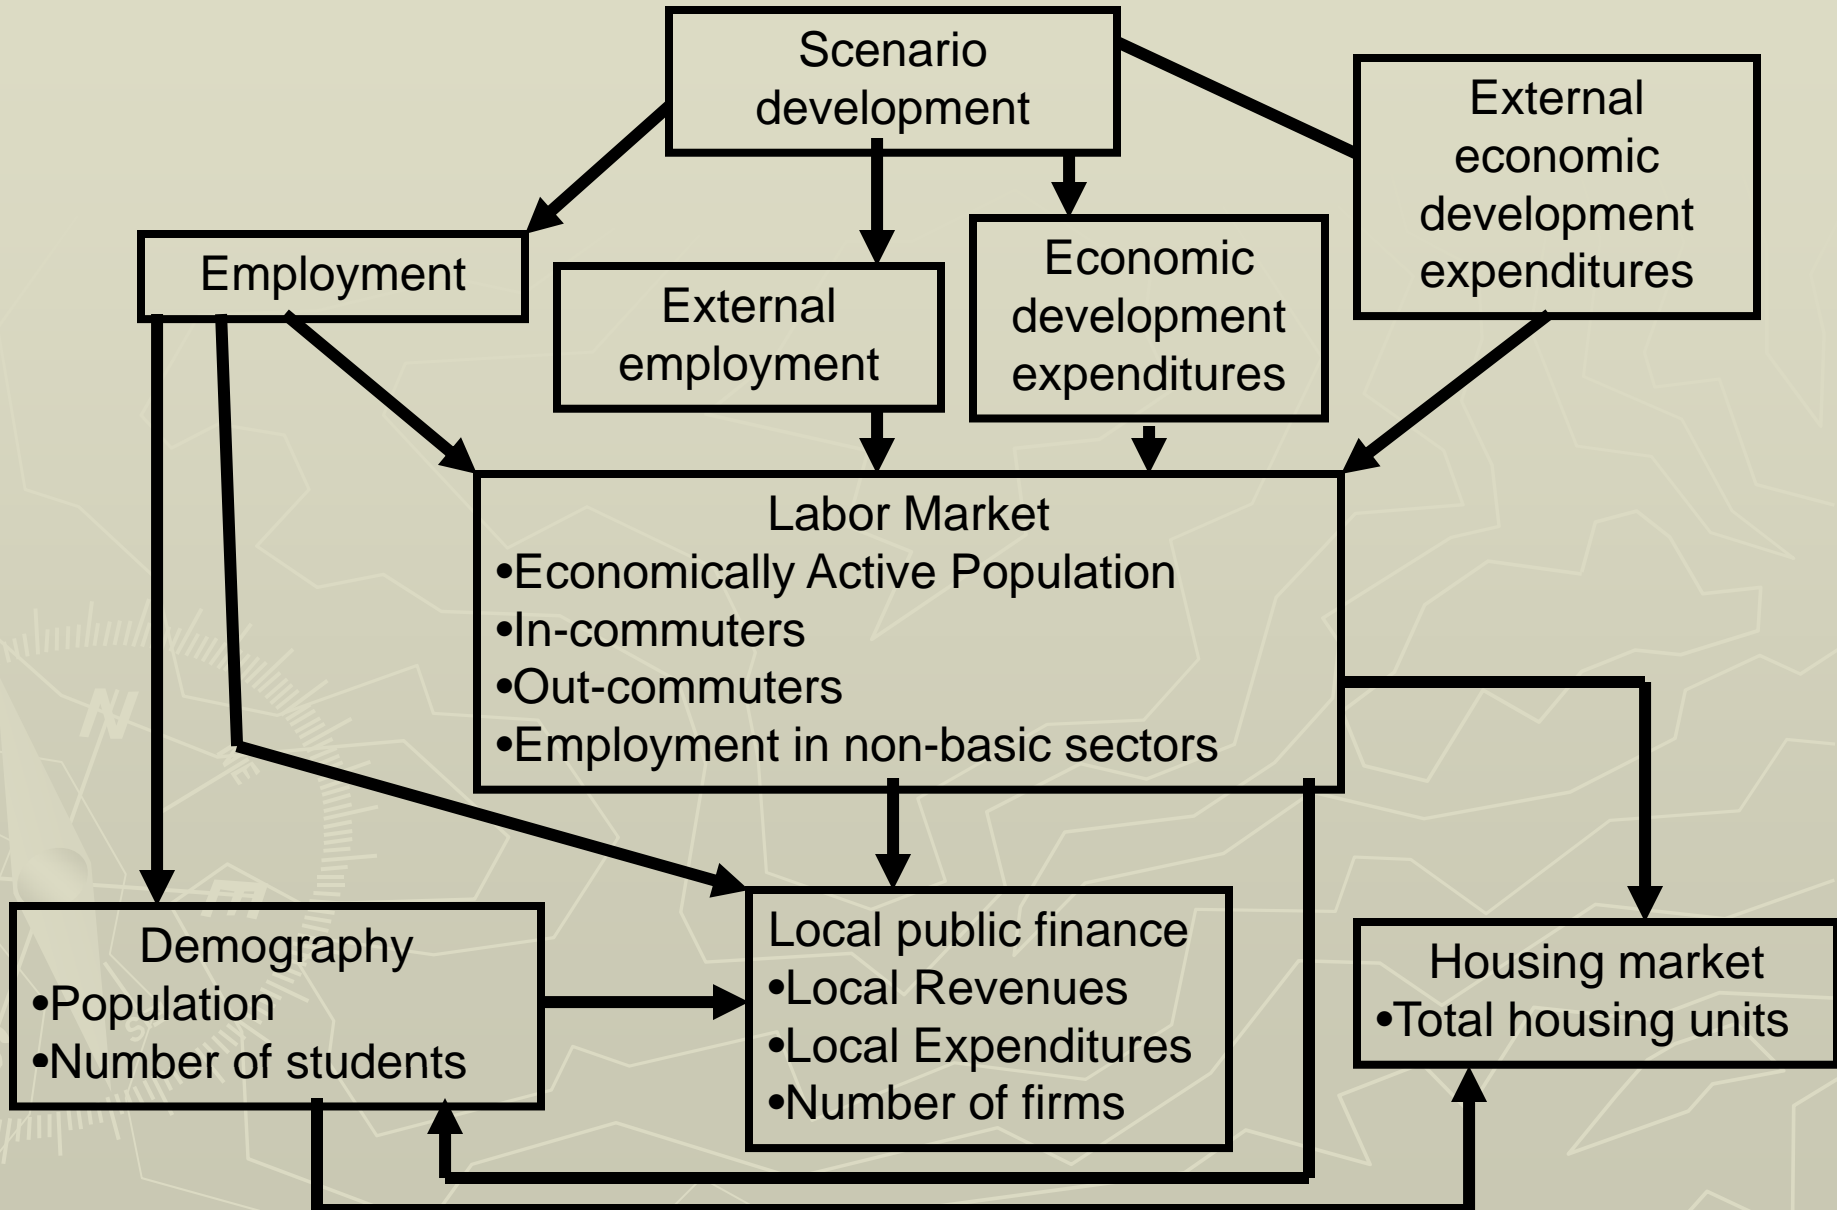 Scenario
development
External
economic
development
expenditures
Employment
External
employment
Economic
development
expenditures
Labor Market
•Economically Active Population
•In-commuters
•Out-commuters
•Employment in non-basic sectors
Demography
•Population
•Number of students
Local public finance
•Local Revenues
•Local Expenditures
•Number of firms
Housing market
•Total housing units
N
NE
E
S